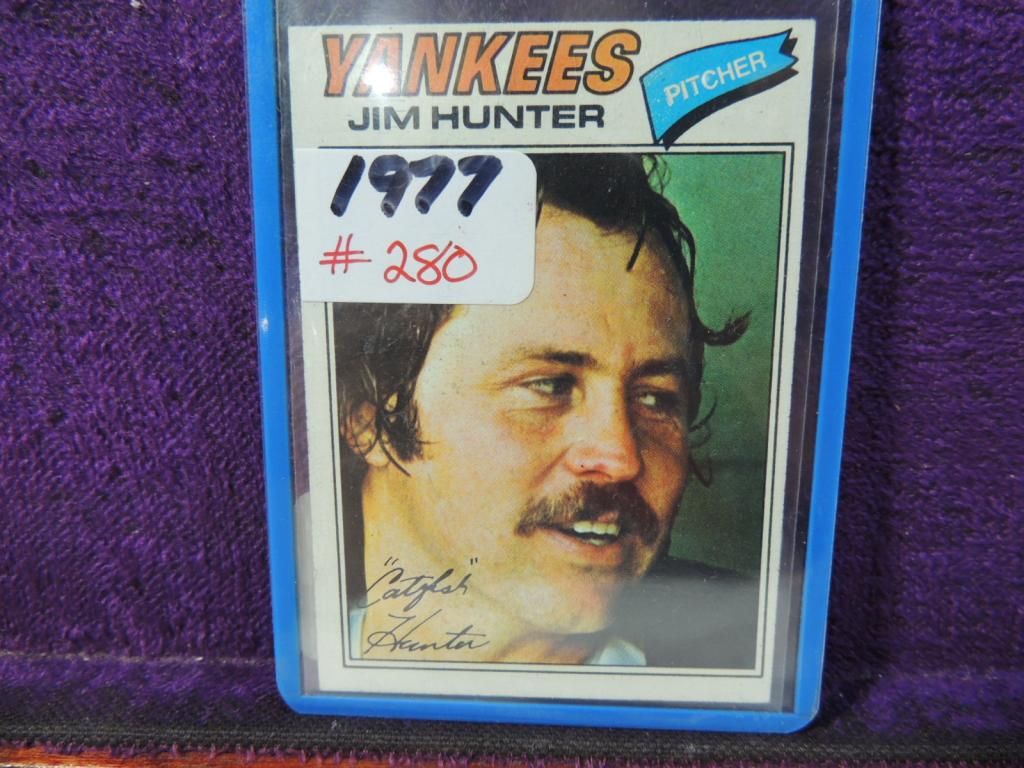 YANKEES
JIM HUNTER
PITCHER
1977
# 280
"Catfish"
Hunter